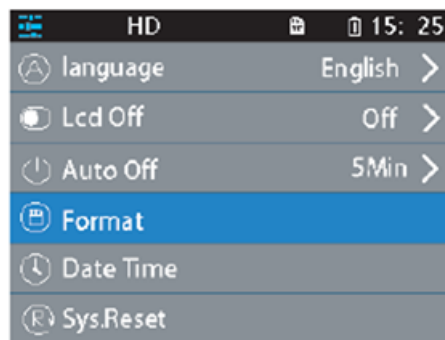 HD 15: 25
language English
Lcd Off Off
Auto Off 5Min
Format
Date Time
Sys.Reset